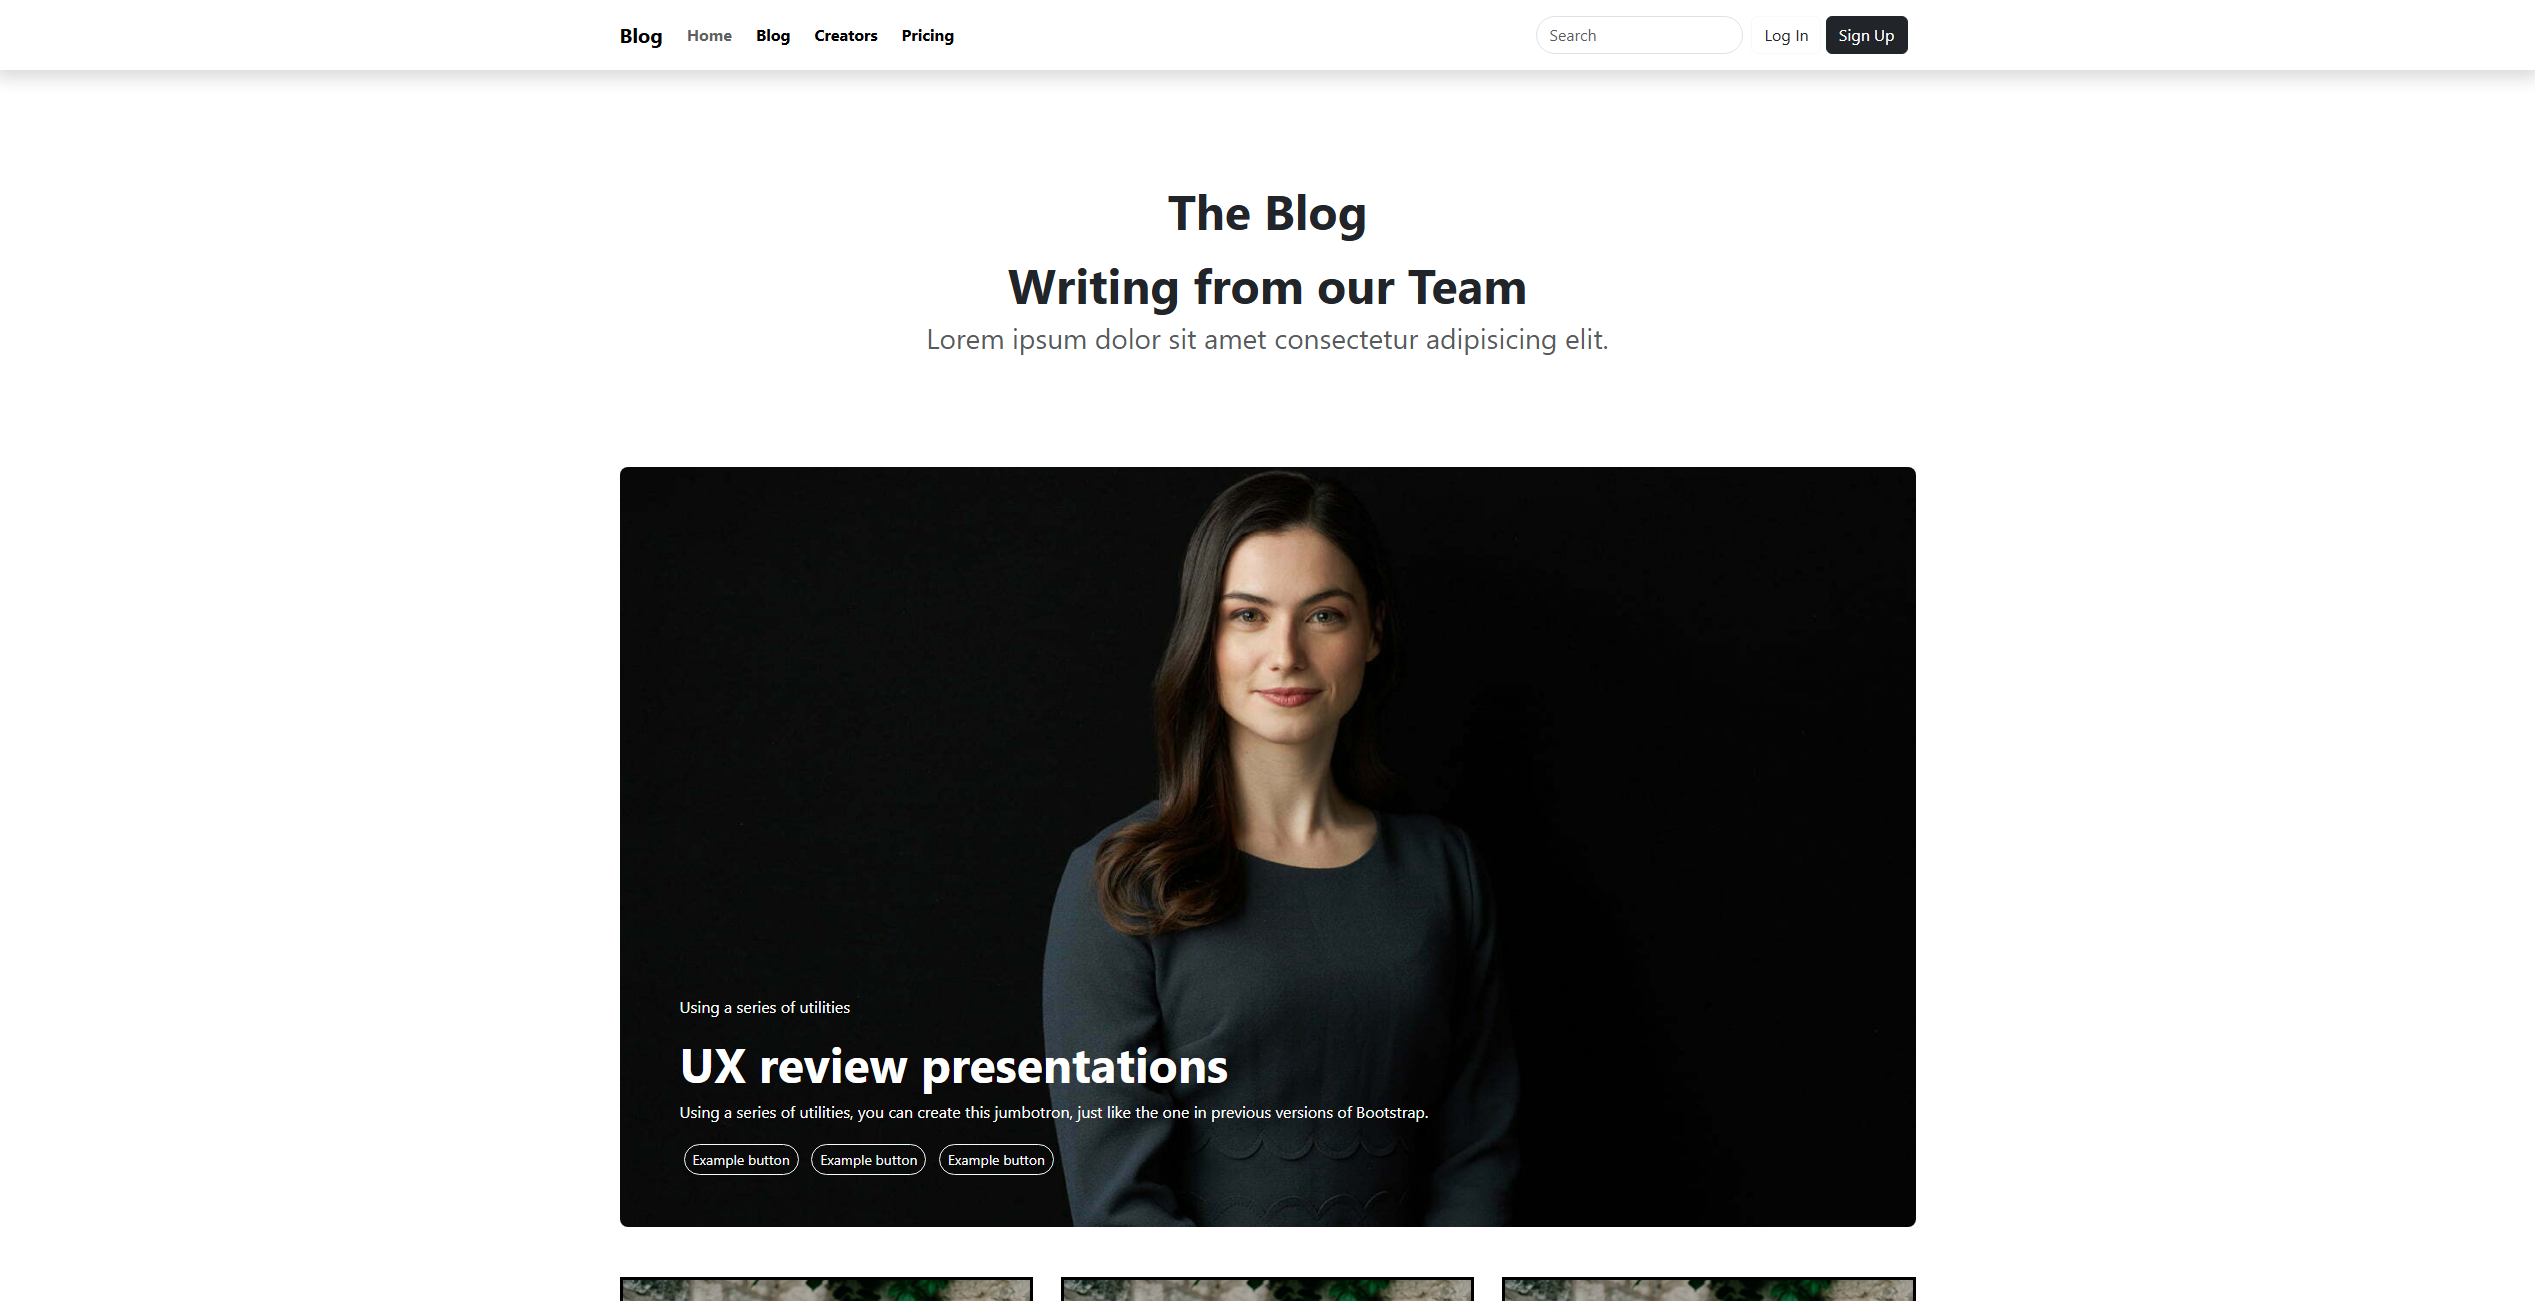 Blog Home Blog Creators Pricing Search Log In Sign Up
The Blog
Writing from our Team
Lorem ipsum dolor sit amet consectetur adipisicing elit.
Using a series of utilities
UX review presentations
Using a series of utilities, you can create this jumbotron, just like the one in previous versions of Bootstrap.
Example button Example button Example button